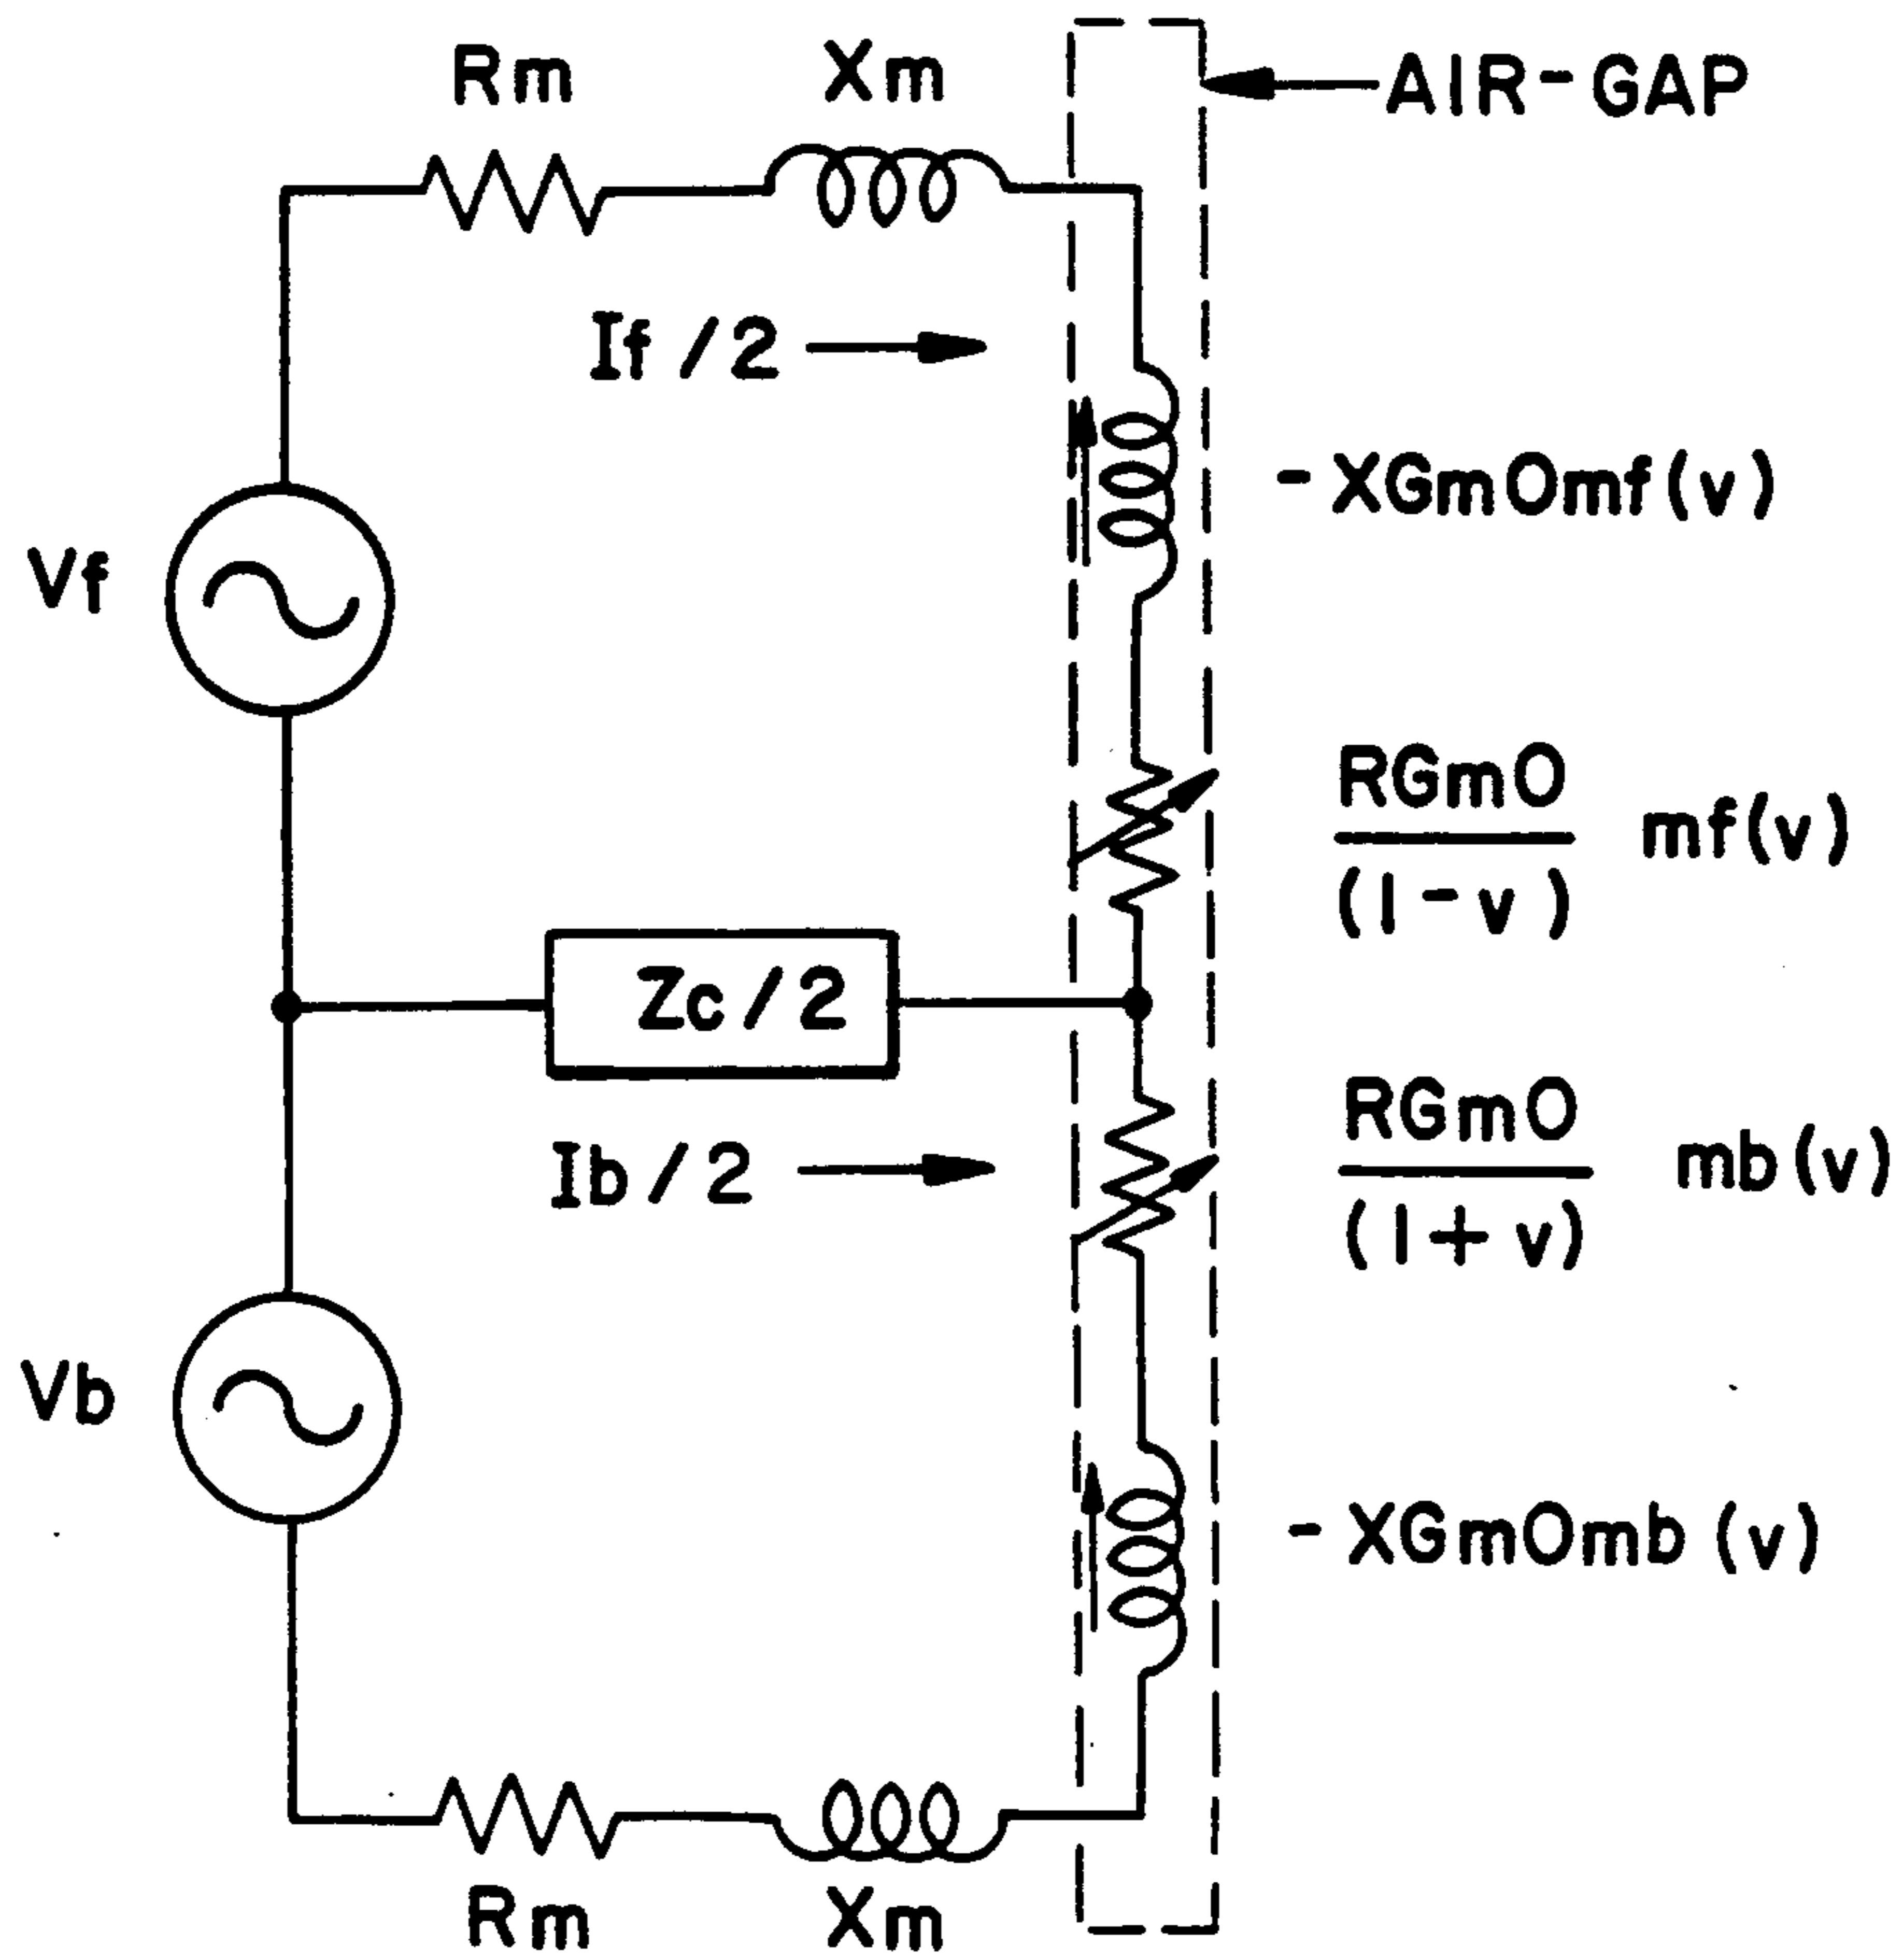 Rm
Xm
AIR-GAP
If/2
-XGmOmf(v)
Vf
RGmO
mf(v)
(1-v)
Zc/2
RGmO
mb(v)
(1+v)
Ib/2
Vb
-XGmOmb(v)
Rm
Xm